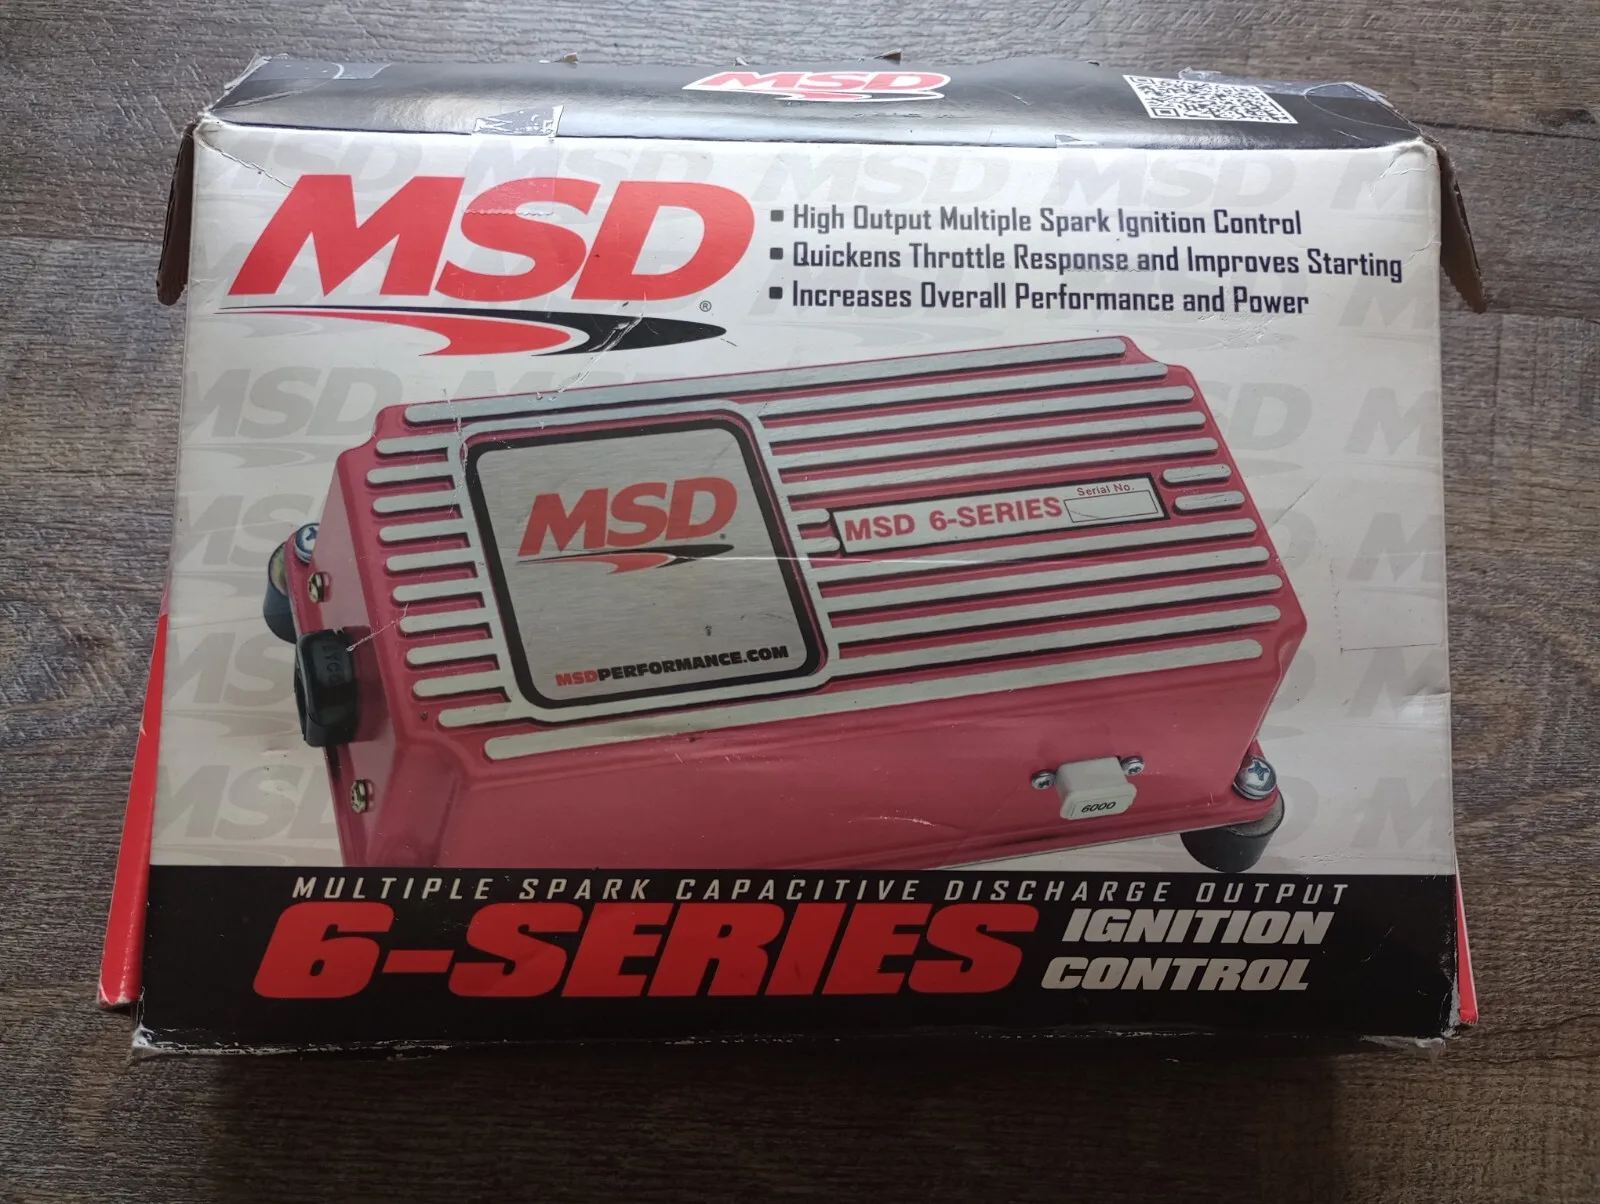 MSD
MSD
®
▪ High Output Multiple Spark Ignition Control
▪ Quickens Throttle Response and Improves Starting
▪ Increases Overall Performance and Power
MSD
MSDPERFORMANCE.COM
MSD 6-SERIES
Serial No.
6000
MULTIPLE SPARK CAPACITIVE DISCHARGE OUTPUT
6-SERIES
IGNITION
CONTROL